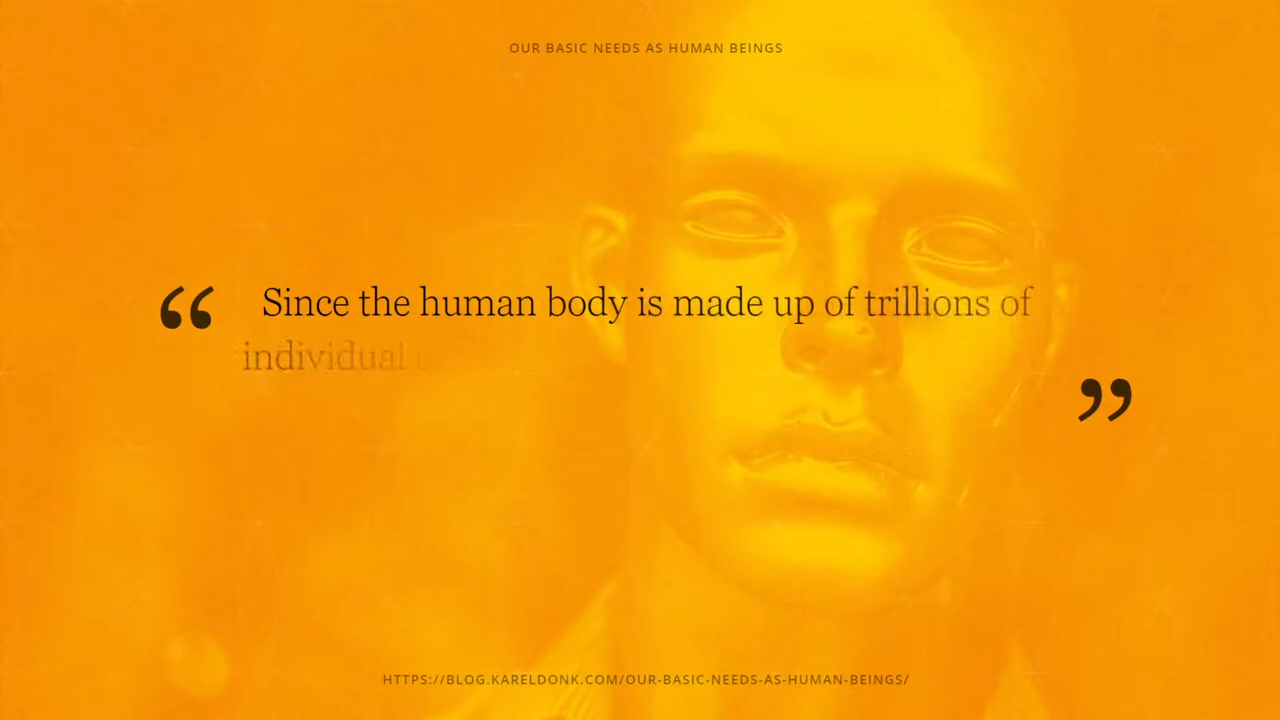 OUR BASIC NEEDS AS HUMAN BEINGS
“ Since the human body is made up of trillions of
individual
”
HTTPS://BLOG.KARELDONK.COM/OUR-BASIC-NEEDS-AS-HUMAN-BEINGS/